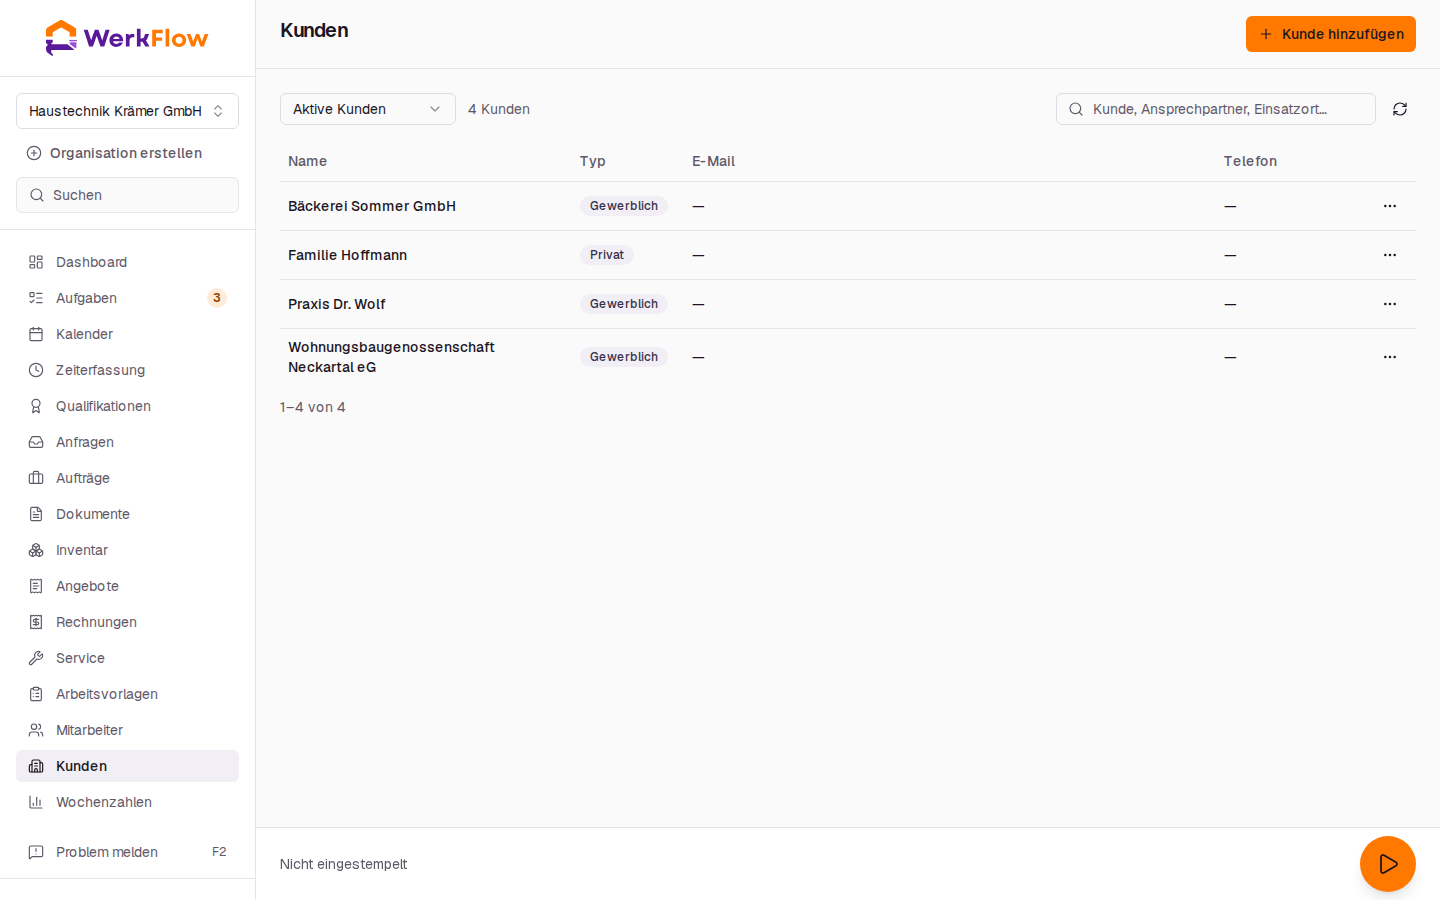 WerkFlow
Haustechnik Krämer GmbH
Organisation erstellen
Suchen
Dashboard
Aufgaben 3
Kalender
Zeiterfassung
Qualifikationen
Anfragen
Aufträge
Dokumente
Inventar
Angebote
Rechnungen
Service
Arbeitsvorlagen
Mitarbeiter
Kunden
Wochenzahlen
Problem melden F2
Kunden
Kunde hinzufügen
Aktive Kunden 4 Kunden Kunde, Ansprechpartner, Einsatzort…
Name Typ E-Mail Telefon
Bäckerei Sommer GmbH Gewerblich — —
Familie Hoffmann Privat — —
Praxis Dr. Wolf Gewerblich — —
Wohnungsbaugenossenschaft
Neckartal eG Gewerblich — —
1–4 von 4
Nicht eingestempelt